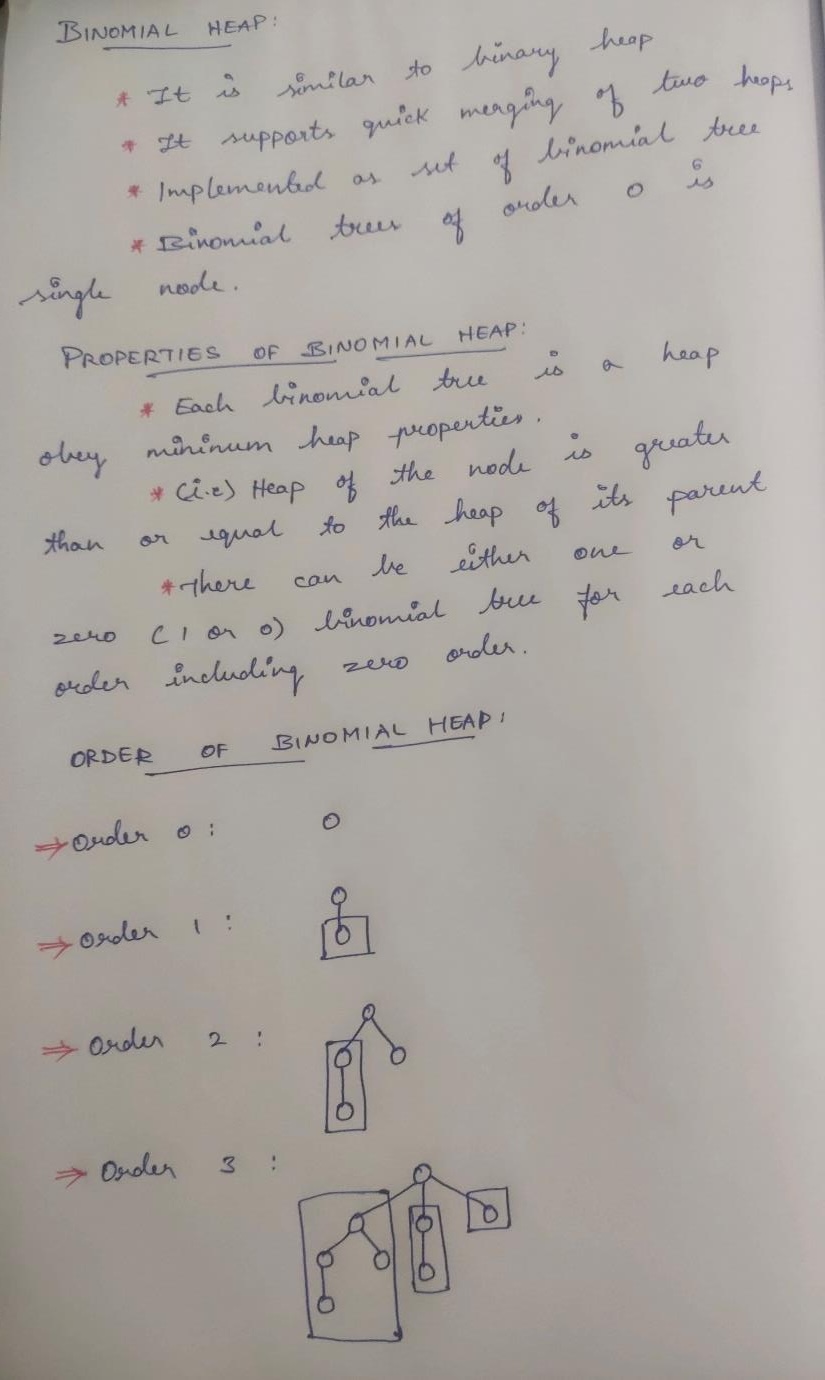 BINOMIAL HEAP:
* It is similar to binary heap
* It supports quick merging of two heaps
* Implemented as set of binomial tree
* Binomial trees of order 0 is
single node.
PROPERTIES OF BINOMIAL HEAP:
* Each binomial tree is a heap
obey mininum heap properties.
* (i.e) Heap of the node is greater
than or equal to the heap of its parent
* There can be either one or
zero (1 or 0) binomial tree for each
order including zero order.
ORDER OF BINOMIAL HEAP:
⇒ Order 0 :
⇒ Order 1 :
⇒ Order 2 :
⇒ Order 3 :